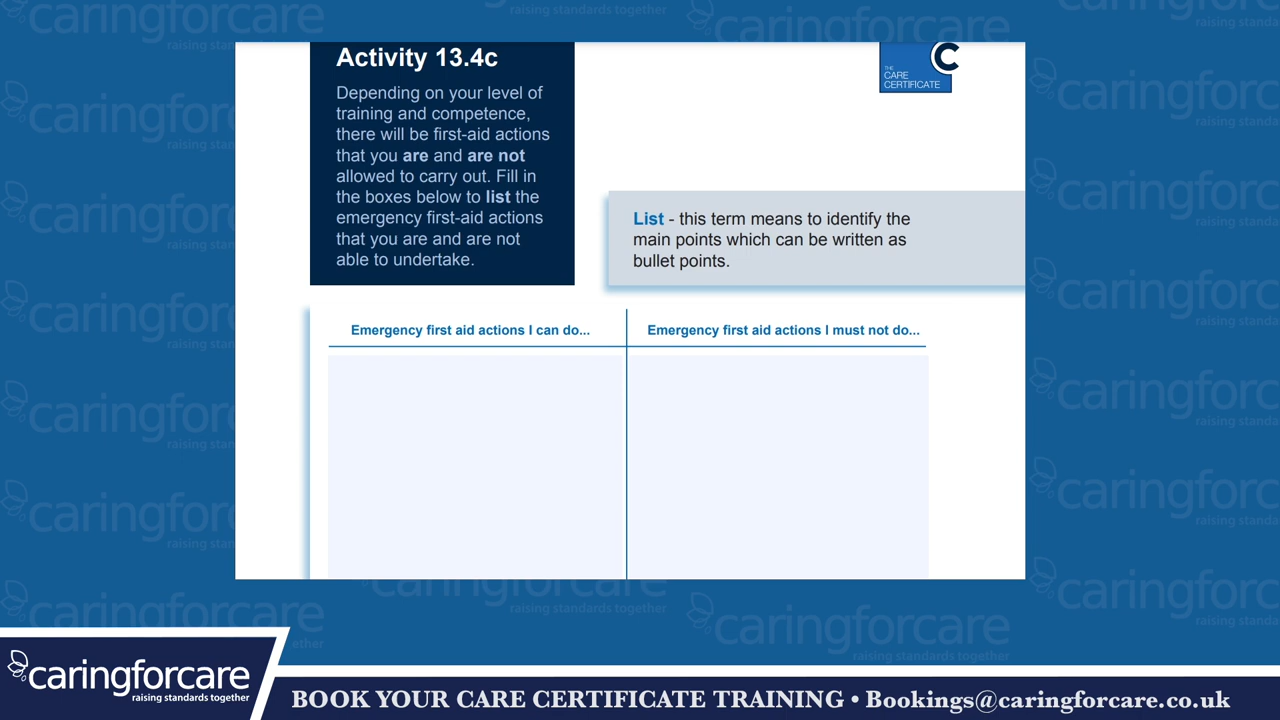 Activity 13.4c
Depending on your level of
training and competence,
there will be first-aid actions
that you are and are not
allowed to carry out. Fill in
the boxes below to list the
emergency first-aid actions
that you are and are not
able to undertake.
C
THE
CARE
CERTIFICATE
List - this term means to identify the
main points which can be written as
bullet points.
Emergency first aid actions I can do...
Emergency first aid actions I must not do...
caringforcare
raising standards together
BOOK YOUR CARE CERTIFICATE TRAINING • Bookings@caringforcare.co.uk